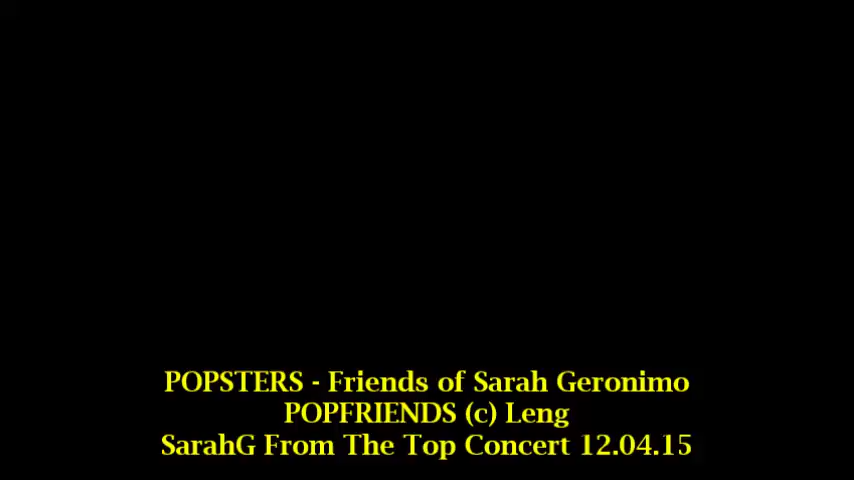 POPSTERS - Friends of Sarah Geronimo
POPFRIENDS (c) Leng
SarahG From The Top Concert 12.04.15